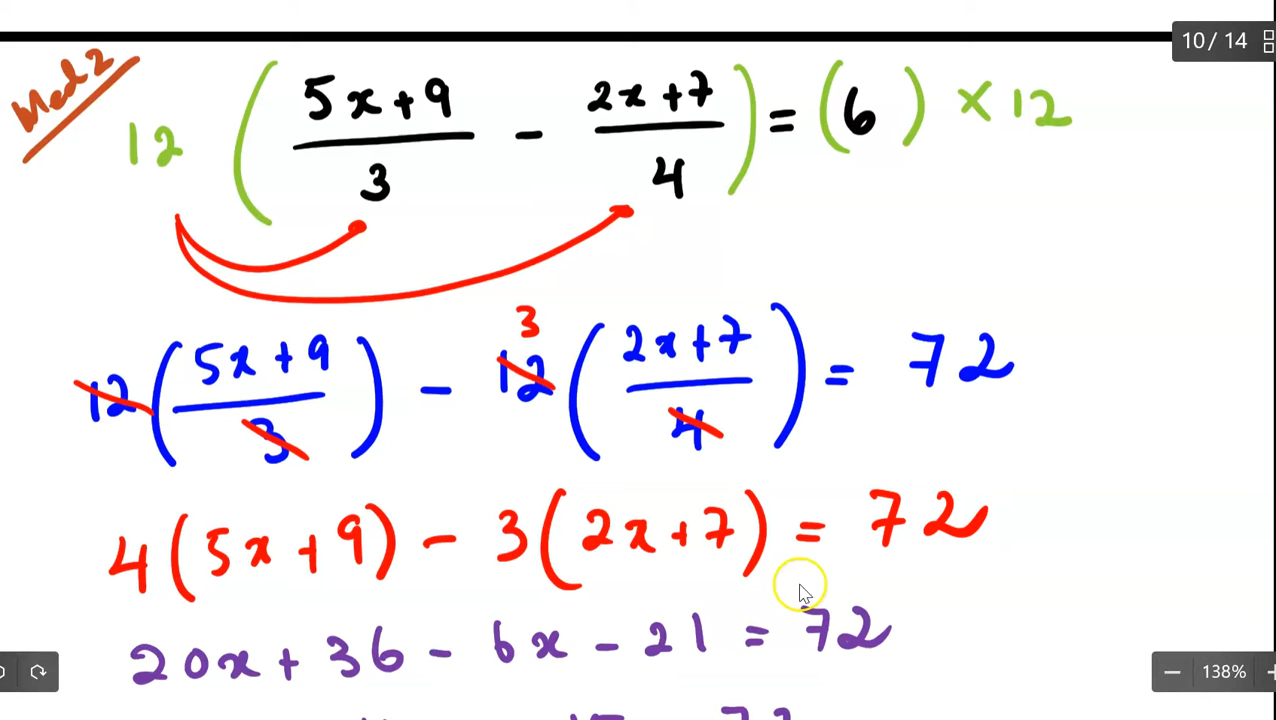 10 / 14
Med 2
12 ( (5x+9)/3 - (2x+7)/4 ) = (6) × 12
3
12 ( (5x+9)/3 ) - 12 ( (2x+7)/4 ) = 72
4(5x+9) - 3(2x+7) = 72
20x + 36 - 6x - 21 = 72
138%